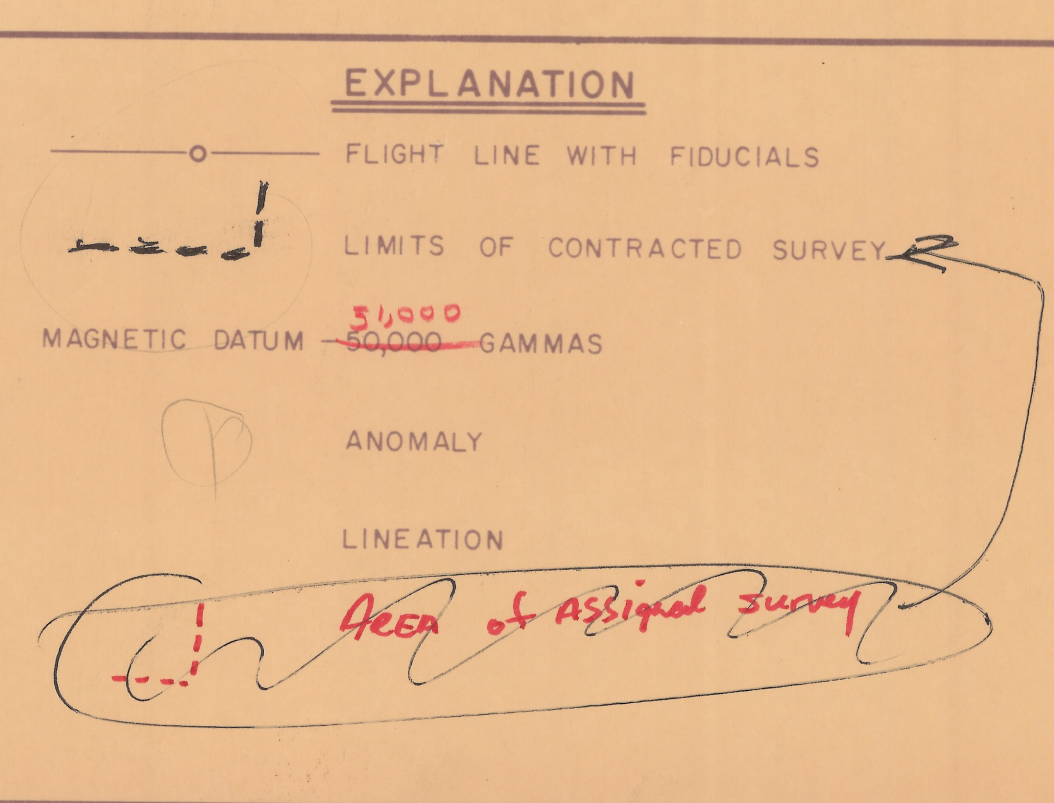 EXPLANATION
FLIGHT LINE WITH FIDUCIALS
LIMITS OF CONTRACTED SURVEY
51,000
MAGNETIC DATUM – 50,000 GAMMAS
ANOMALY
LINEATION
AREA of ASSignal Survey